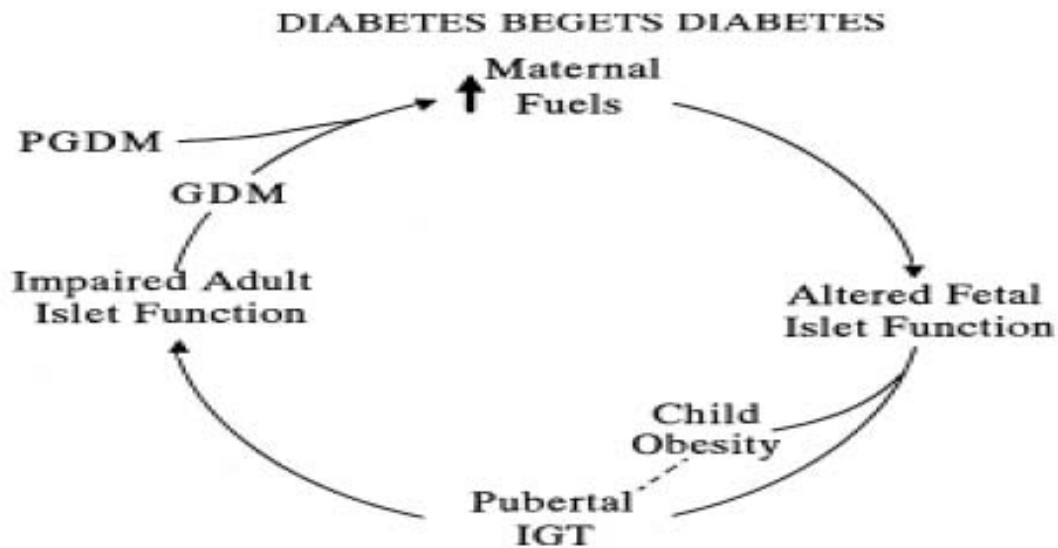 DIABETES BEGETS DIABETES
Maternal
Fuels
PGDM
GDM
Impaired Adult
Islet Function
Altered Fetal
Islet Function
Child
Obesity
Pubertal
IGT